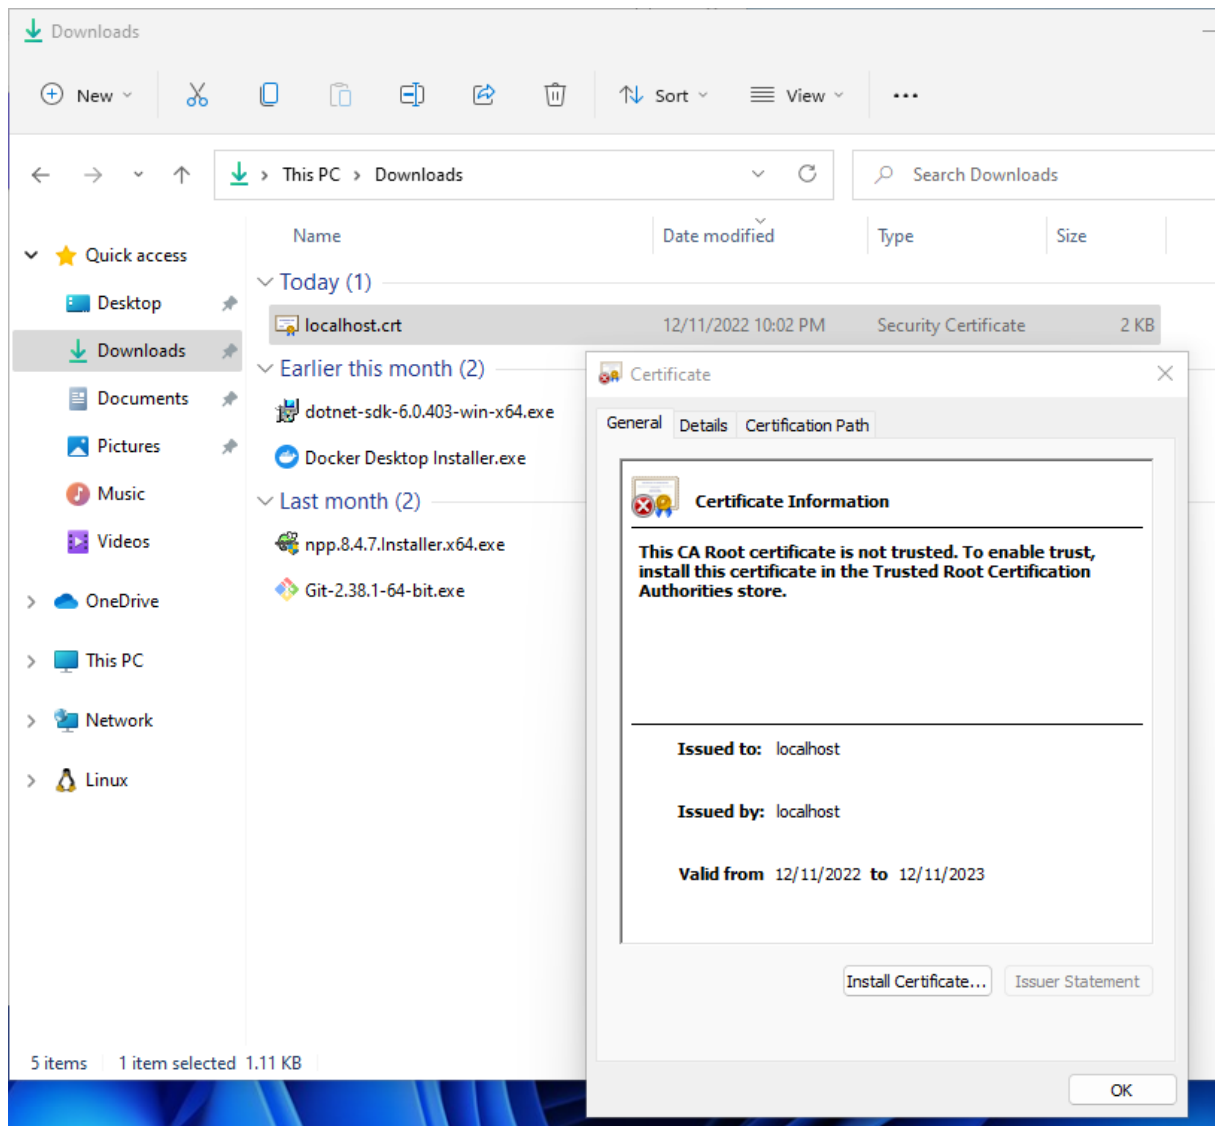 Downloads
New
Sort
View
This PC > Downloads
Search Downloads
Name
Date modified
Type
Size
Quick access
Desktop
Downloads
Documents
Pictures
Music
Videos
OneDrive
This PC
Network
Linux
Today (1)
localhost.crt 12/11/2022 10:02 PM Security Certificate 2 KB
Earlier this month (2)
dotnet-sdk-6.0.403-win-x64.exe
Docker Desktop Installer.exe
Last month (2)
npp.8.4.7.Installer.x64.exe
Git-2.38.1-64-bit.exe
Certificate
General
Details
Certification Path
Certificate Information
This CA Root certificate is not trusted. To enable trust,
install this certificate in the Trusted Root Certification
Authorities store.
Issued to: localhost
Issued by: localhost
Valid from 12/11/2022 to 12/11/2023
Install Certificate...
Issuer Statement
OK
5 items
1 item selected 1.11 KB